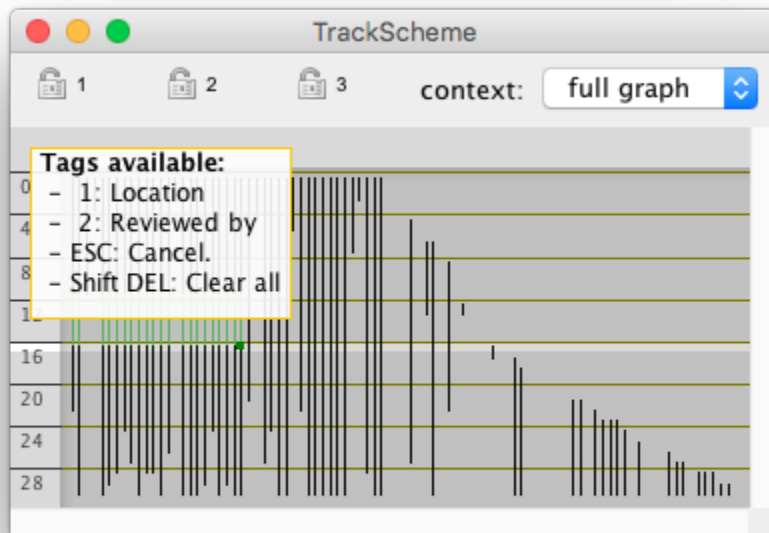 TrackScheme
1 2 3 context: full graph
Tags available:
- 1: Location
- 2: Reviewed by
- ESC: Cancel.
- Shift DEL: Clear all
0
4
8
12
16
20
24
28